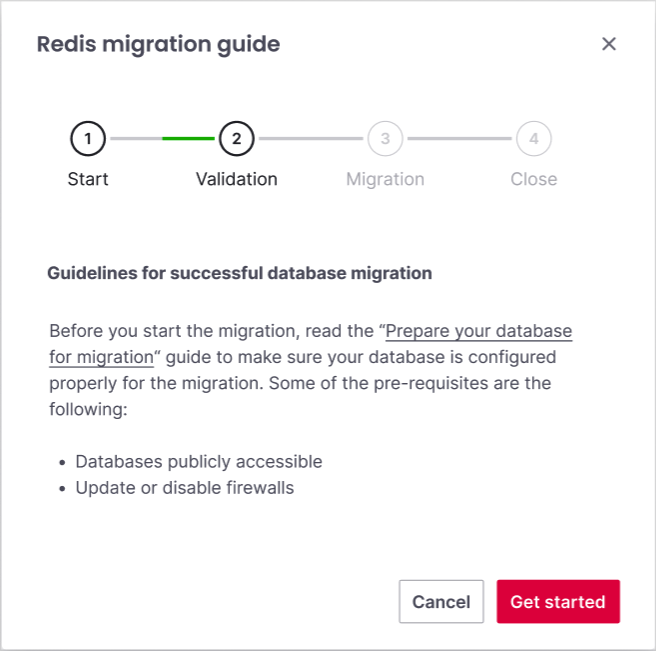 Redis migration guide
1
2
3
4
Start
Validation
Migration
Close
Guidelines for successful database migration
Before you start the migration, read the “Prepare your database
for migration“ guide to make sure your database is configured
properly for the migration. Some of the pre-requisites are the
following:
• Databases publicly accessible
• Update or disable firewalls
Cancel
Get started